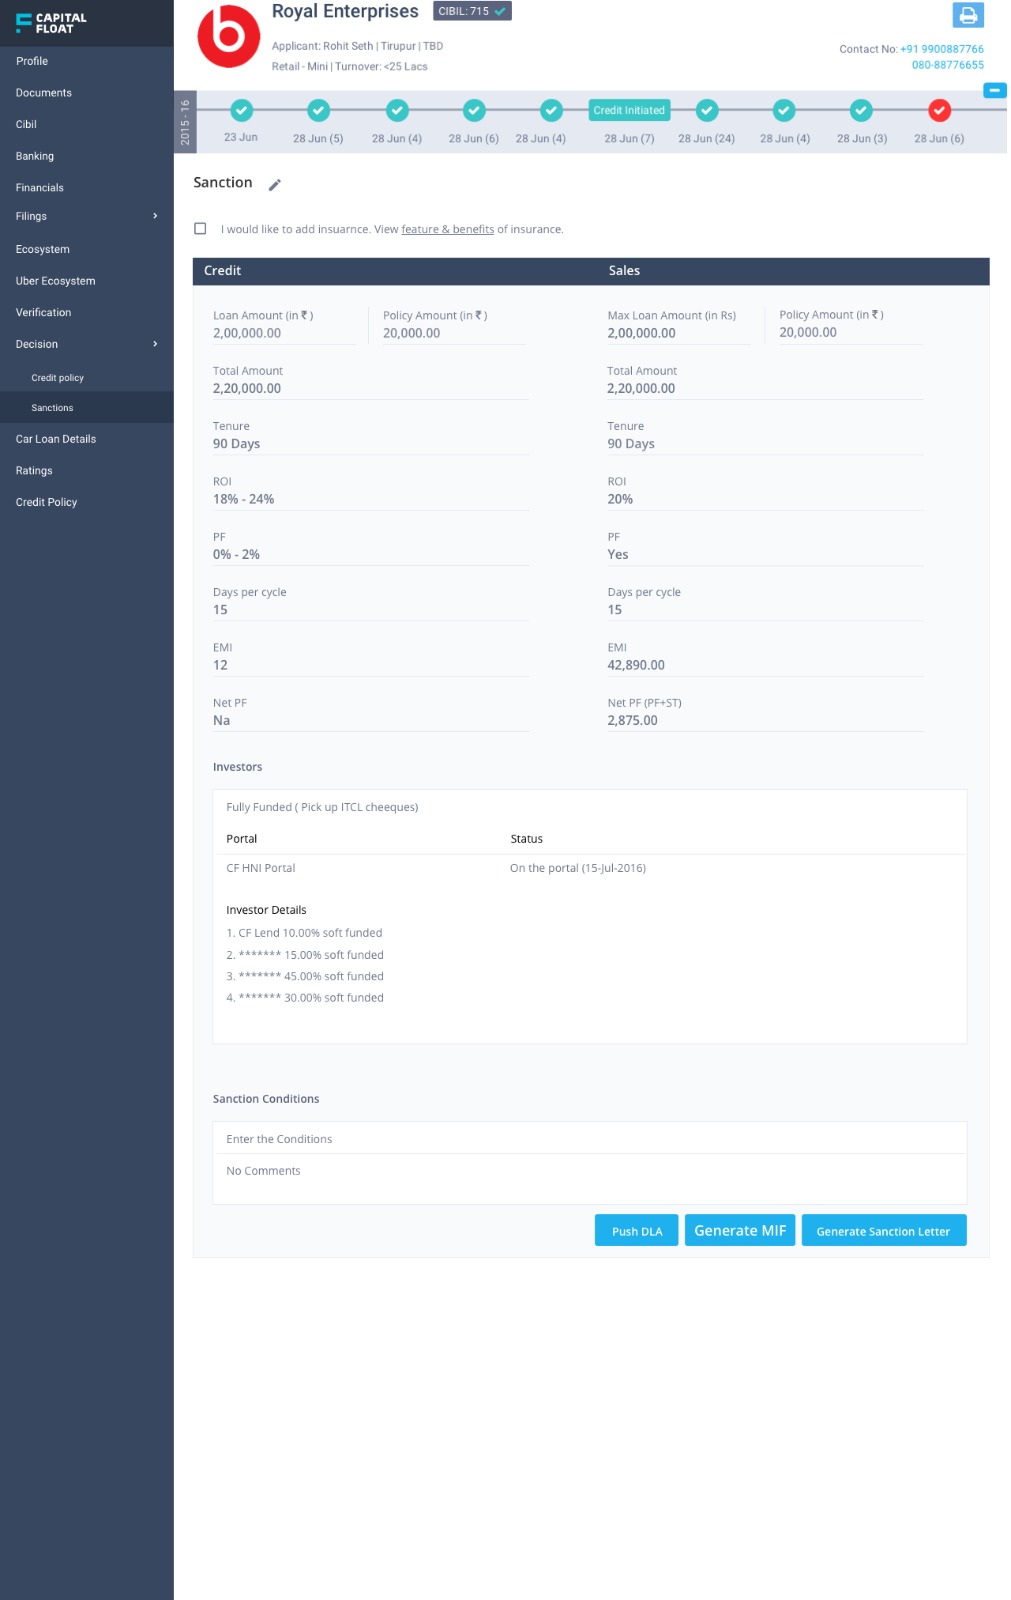 CAPITAL
FLOAT
Profile
Documents
Cibil
Banking
Financials
Filings
Ecosystem
Uber Ecosystem
Verification
Decision
Credit policy
Sanctions
Car Loan Details
Ratings
Credit Policy
Royal Enterprises CIBIL: 715
Applicant: Rohit Seth | Tirupur | TBD
Retail - Mini | Turnover: <25 Lacs
Contact No: +91 9900887766
080-88776655
2015 - 16
Credit Initiated
23 Jun 28 Jun (5) 28 Jun (4) 28 Jun (6) 28 Jun (4) 28 Jun (7) 28 Jun (24) 28 Jun (4) 28 Jun (3) 28 Jun (6)
Sanction
I would like to add insuarnce. View feature & benefits of insurance.
Credit Sales
Loan Amount (in ₹ ) Policy Amount (in ₹ ) Max Loan Amount (in Rs) Policy Amount (in ₹ )
2,00,000.00 20,000.00 2,00,000.00 20,000.00
Total Amount Total Amount
2,20,000.00 2,20,000.00
Tenure Tenure
90 Days 90 Days
ROI ROI
18% - 24% 20%
PF PF
0% - 2% Yes
Days per cycle Days per cycle
15 15
EMI EMI
12 42,890.00
Net PF Net PF (PF+ST)
Na 2,875.00
Investors
Fully Funded ( Pick up ITCL cheeques)
Portal Status
CF HNI Portal On the portal (15-Jul-2016)
Investor Details
1. CF Lend 10.00% soft funded
2. ******* 15.00% soft funded
3. ******* 45.00% soft funded
4. ******* 30.00% soft funded
Sanction Conditions
Enter the Conditions
No Comments
Push DLA Generate MIF Generate Sanction Letter